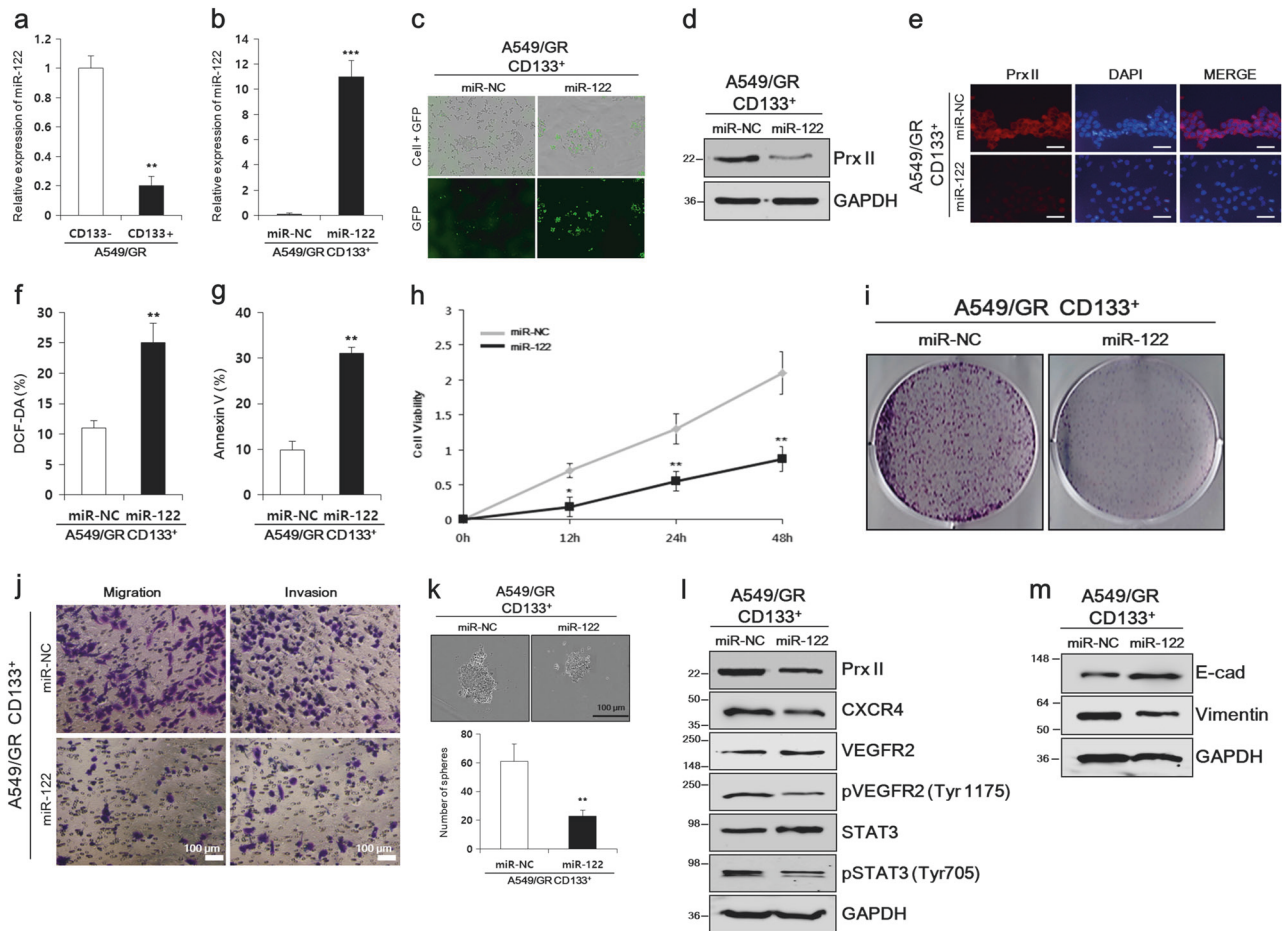 a
Relative expression of miR-122
1.2
1
0.8
0.6
0.4
0.2
0
**
CD133- CD133+
A549/GR
b
Relative expression of miR-122
14
12
10
8
6
4
2
0
***
miR-NC miR-122
A549/GR CD133+
c
A549/GR
CD133+
miR-NC miR-122
Cell + GFP
GFP
d
A549/GR
CD133+
miR-NC miR-122
22 Prx II
36 GAPDH
e
Prx II DAPI MERGE
A549/GR
CD133+
miR-NC
miR-122
f
DCF-DA (%)
30
25
20
15
10
5
0
**
miR-NC miR-122
A549/GR CD133+
g
Annexin V (%)
40
30
20
10
0
**
miR-NC miR-122
A549/GR CD133+
h
Cell Viability
3
2.5
2
1.5
1
0.5
0
miR-NC
miR-122
*
**
**
0h 12h 24h 48h
i
A549/GR CD133+
miR-NC miR-122
j
Migration Invasion
A549/GR CD133+
miR-NC
miR-122
100 µm 100 µm
k
A549/GR
CD133+
miR-NC miR-122
100 µm
Number of spheres
80
60
40
20
0
**
miR-NC miR-122
A549/GR CD133+
l
A549/GR
CD133+
miR-NC miR-122
22 Prx II
50
35
CXCR4
250
148
VEGFR2
250 pVEGFR2 (Tyr 1175)
98 STAT3
98 pSTAT3 (Tyr705)
36 GAPDH
m
A549/GR
CD133+
miR-NC miR-122
148
E-cad
64
50
Vimentin
36 GAPDH